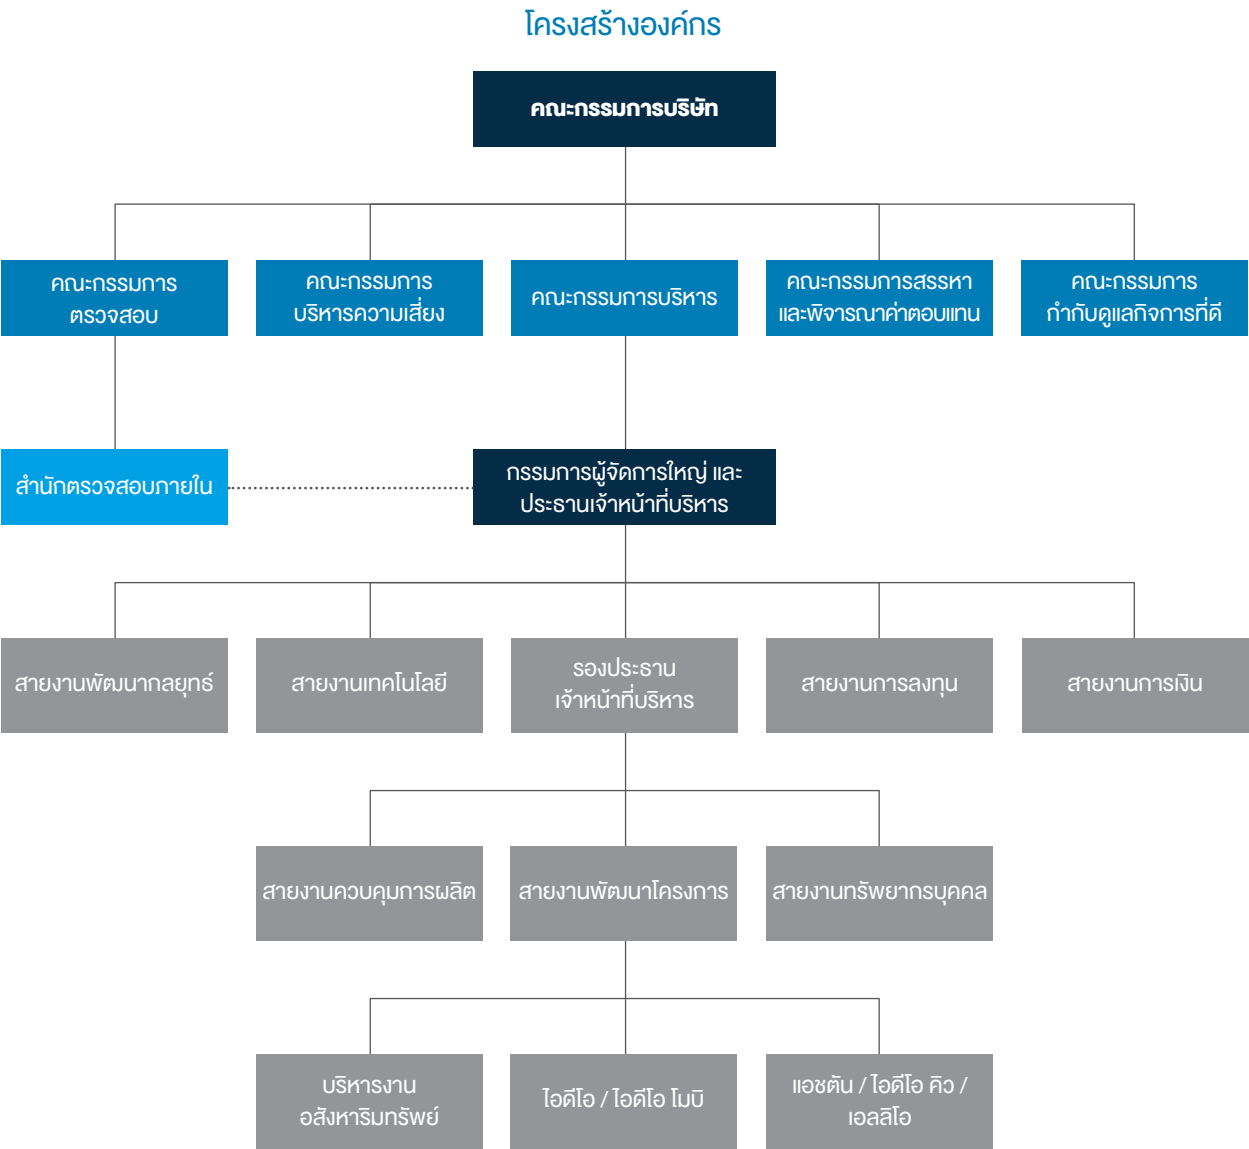 โครงสร้างองค์กร
คณะกรรมการบริษัท
คณะกรรมการ
ตรวจสอบ
คณะกรรมการ
บริหารความเสี่ยง
คณะกรรมการบริหาร
คณะกรรมการสรรหา
และพิจารณาค่าตอบแทน
คณะกรรมการ
กำกับดูแลกิจการที่ดี
สำนักตรวจสอบภายใน
กรรมการผู้จัดการใหญ่ และ
ประธานเจ้าหน้าที่บริหาร
สายงานพัฒนากลยุทธ์
สายงานเทคโนโลยี
รองประธาน
เจ้าหน้าที่บริหาร
สายงานการลงทุน
สายงานการเงิน
สายงานควบคุมการผลิต
สายงานพัฒนาโครงการ
สายงานทรัพยากรบุคคล
บริหารงาน
อสังหาริมทรัพย์
ไอดีโอ / ไอดีโอ โมบิ
แอชตัน / ไอดีโอ คิว /
เอลลิโอ